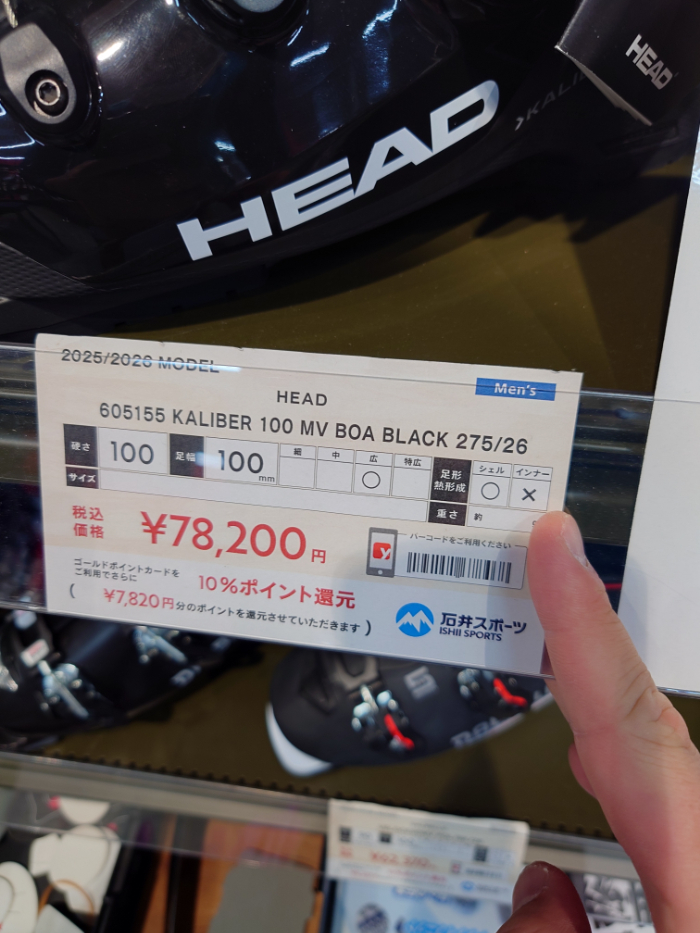 HEAD
HEAD
2025/2026 MODEL
Men's
HEAD
605155 KALIBER 100 MV BOA BLACK 275/26
硬さ 100 足幅 100 mm 細 中 広 特広 足形熱形成 シェル インナー
○ ○ ×
サイズ 重さ 約
税込
価格 ¥78,200円
バーコードをご利用ください
ゴールドポイントカードを
ご利用でさらに 10%ポイント還元
( ¥7,820円分のポイントを還元させていただきます )
石井スポーツ
ISHII SPORTS